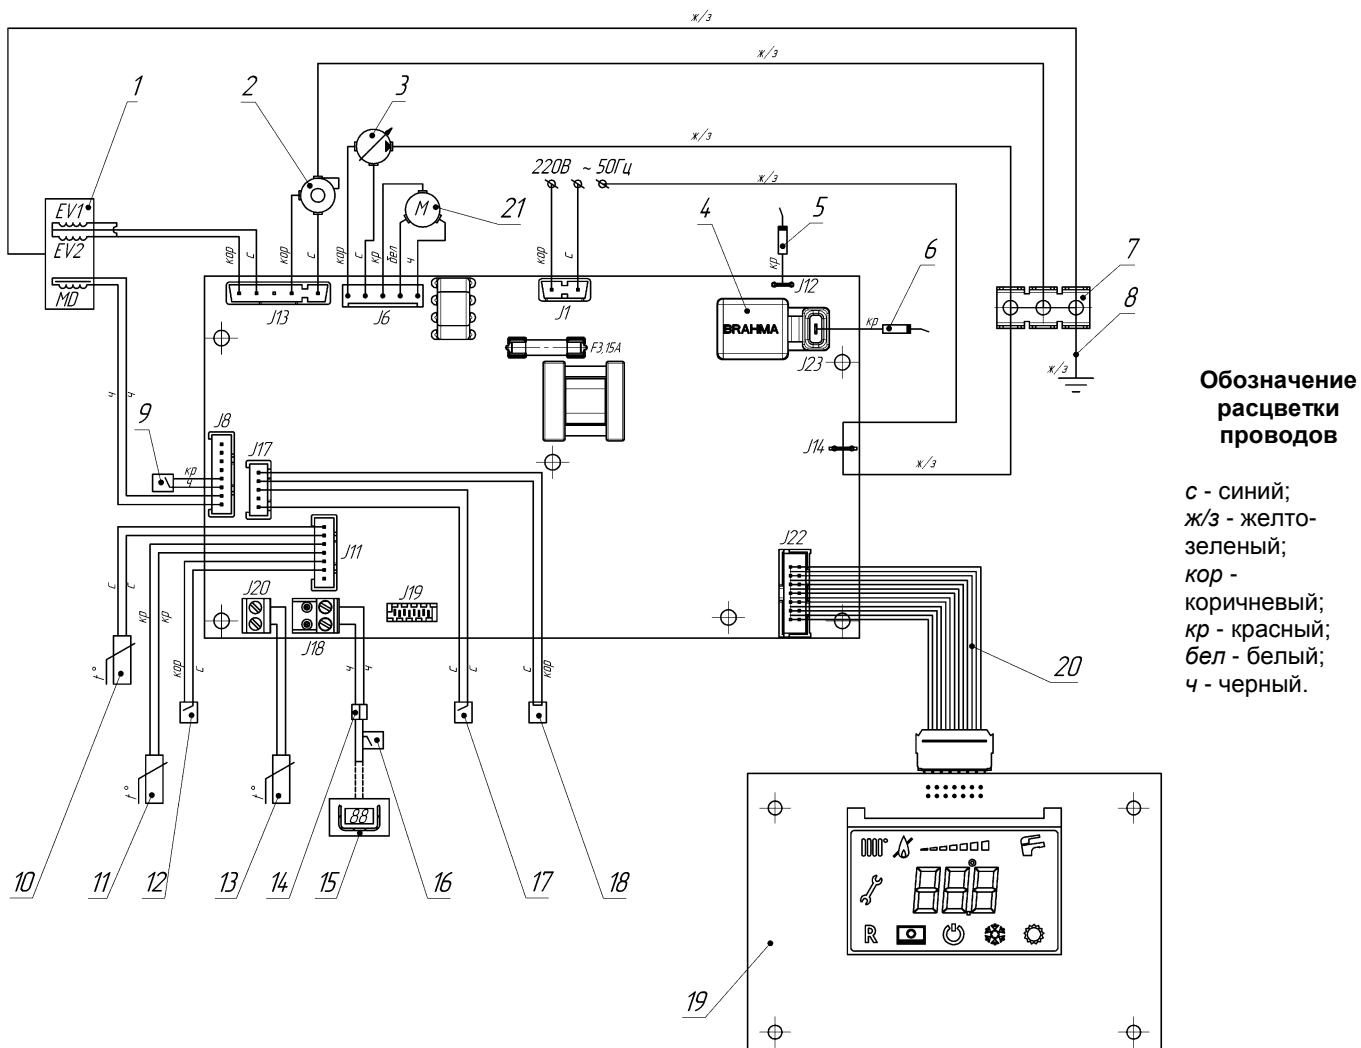 ж/з
ж/з
1
2
3
ж/з
220В ~ 50Гц
ж/з
EV1
EV2
MD
M
21
4
5
6
7
8
кор
с
кор
с
кор
с
кр
бел
ч
кор
с
кр
J12
J13
J6
J1
BRAHMA
кр
F3,15A
J23
ж/з
Обозначение
расцветки
проводов
с - синий;
ж/з - желто-
зеленый;
кор -
коричневый;
кр - красный;
бел - белый;
ч - черный.
ч
ч
9
J8
J17
кр
ч
J14
ж/з
J11
J22
с
с
кр
кр
J20
J19
J18
t°
кор
с
ч
ч
с
с
с
кор
20
t°
t°
88
10
11
12
13
14
15
16
17
18
R
19